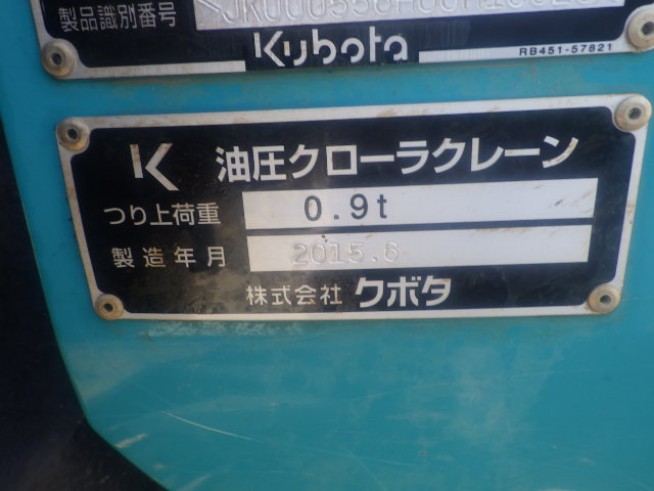 製品識別番号
Kubota
RB451-57821
油圧クローラクレーン
つり上荷重 0.9t
製造年月 2015.6
株式会社 クボタ